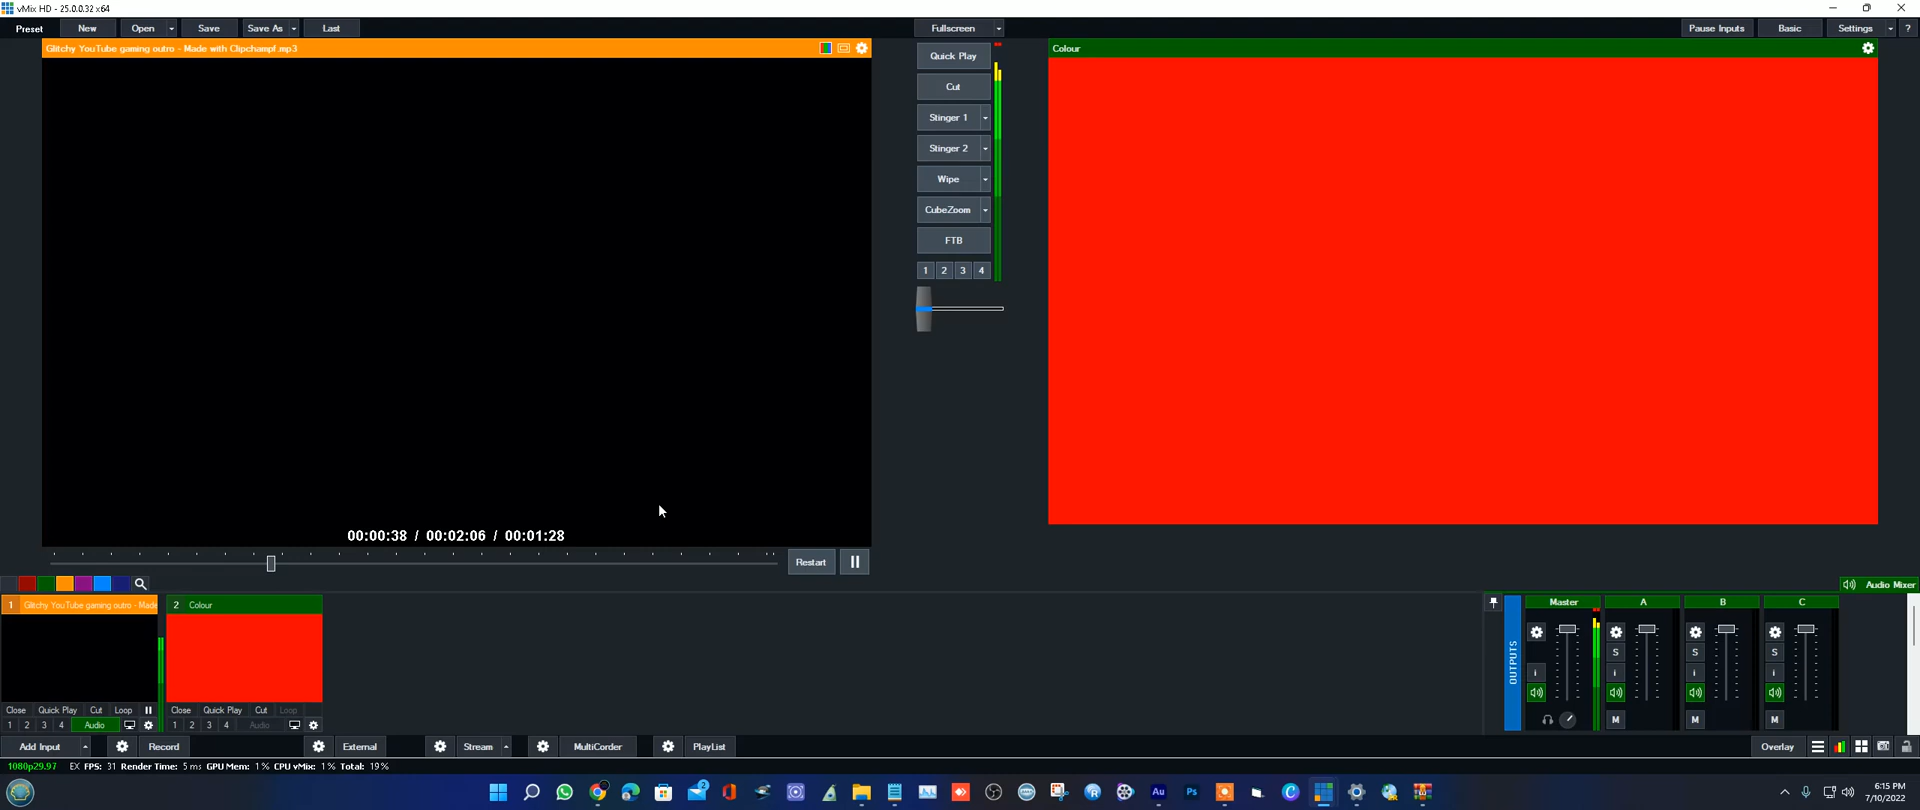 vMix HD - 25.0.0.32 x64
Preset New Open Save Save As Last Fullscreen Pause Inputs Basic Settings ?
Glitchy YouTube gaming outro - Made with Clipchampf.mp3
Colour
Quick Play
Cut
Stinger 1
Stinger 2
Wipe
CubeZoom
FTB
1 2 3 4
00:00:38 / 00:02:06 / 00:01:28
Restart
Audio Mixer
1 Glitchy YouTube gaming outro - Made
2 Colour
OUTPUTS
Master A B C
S S S
i i i i
M M M
Close Quick Play Cut Loop
Close Quick Play Cut Loop
1 2 3 4 Audio
1 2 3 4 Audio
Add Input Record External Stream MultiCorder PlayList Overlay
1080p29.97 EX FPS: 31 Render Time: 5 ms GPU Mem: 1 % CPU vMix: 1 % Total: 19 %
2
Au
Ps
6:15 PM
7/10/2022